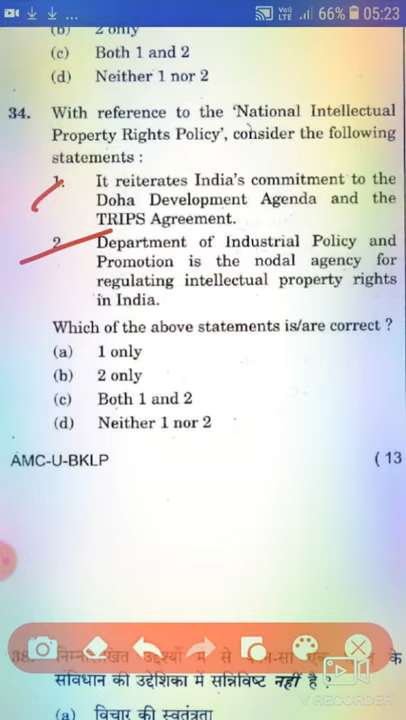 66% 05:23
(b) 2 only
(c) Both 1 and 2
(d) Neither 1 nor 2
34. With reference to the 'National Intellectual
Property Rights Policy', consider the following
statements :
1. It reiterates India's commitment to the
Doha Development Agenda and the
TRIPS Agreement.
2. Department of Industrial Policy and
Promotion is the nodal agency for
regulating intellectual property rights
in India.
Which of the above statements is/are correct ?
(a) 1 only
(b) 2 only
(c) Both 1 and 2
(d) Neither 1 nor 2
AMC-U-BKLP
( 13
38. निम्नलिखित उद्देश्यों में से के
संविधान की उद्देशिका में सन्निविष्ट नहीं है ?
(a) विचार की स्वतंत्रता
V RECORDER